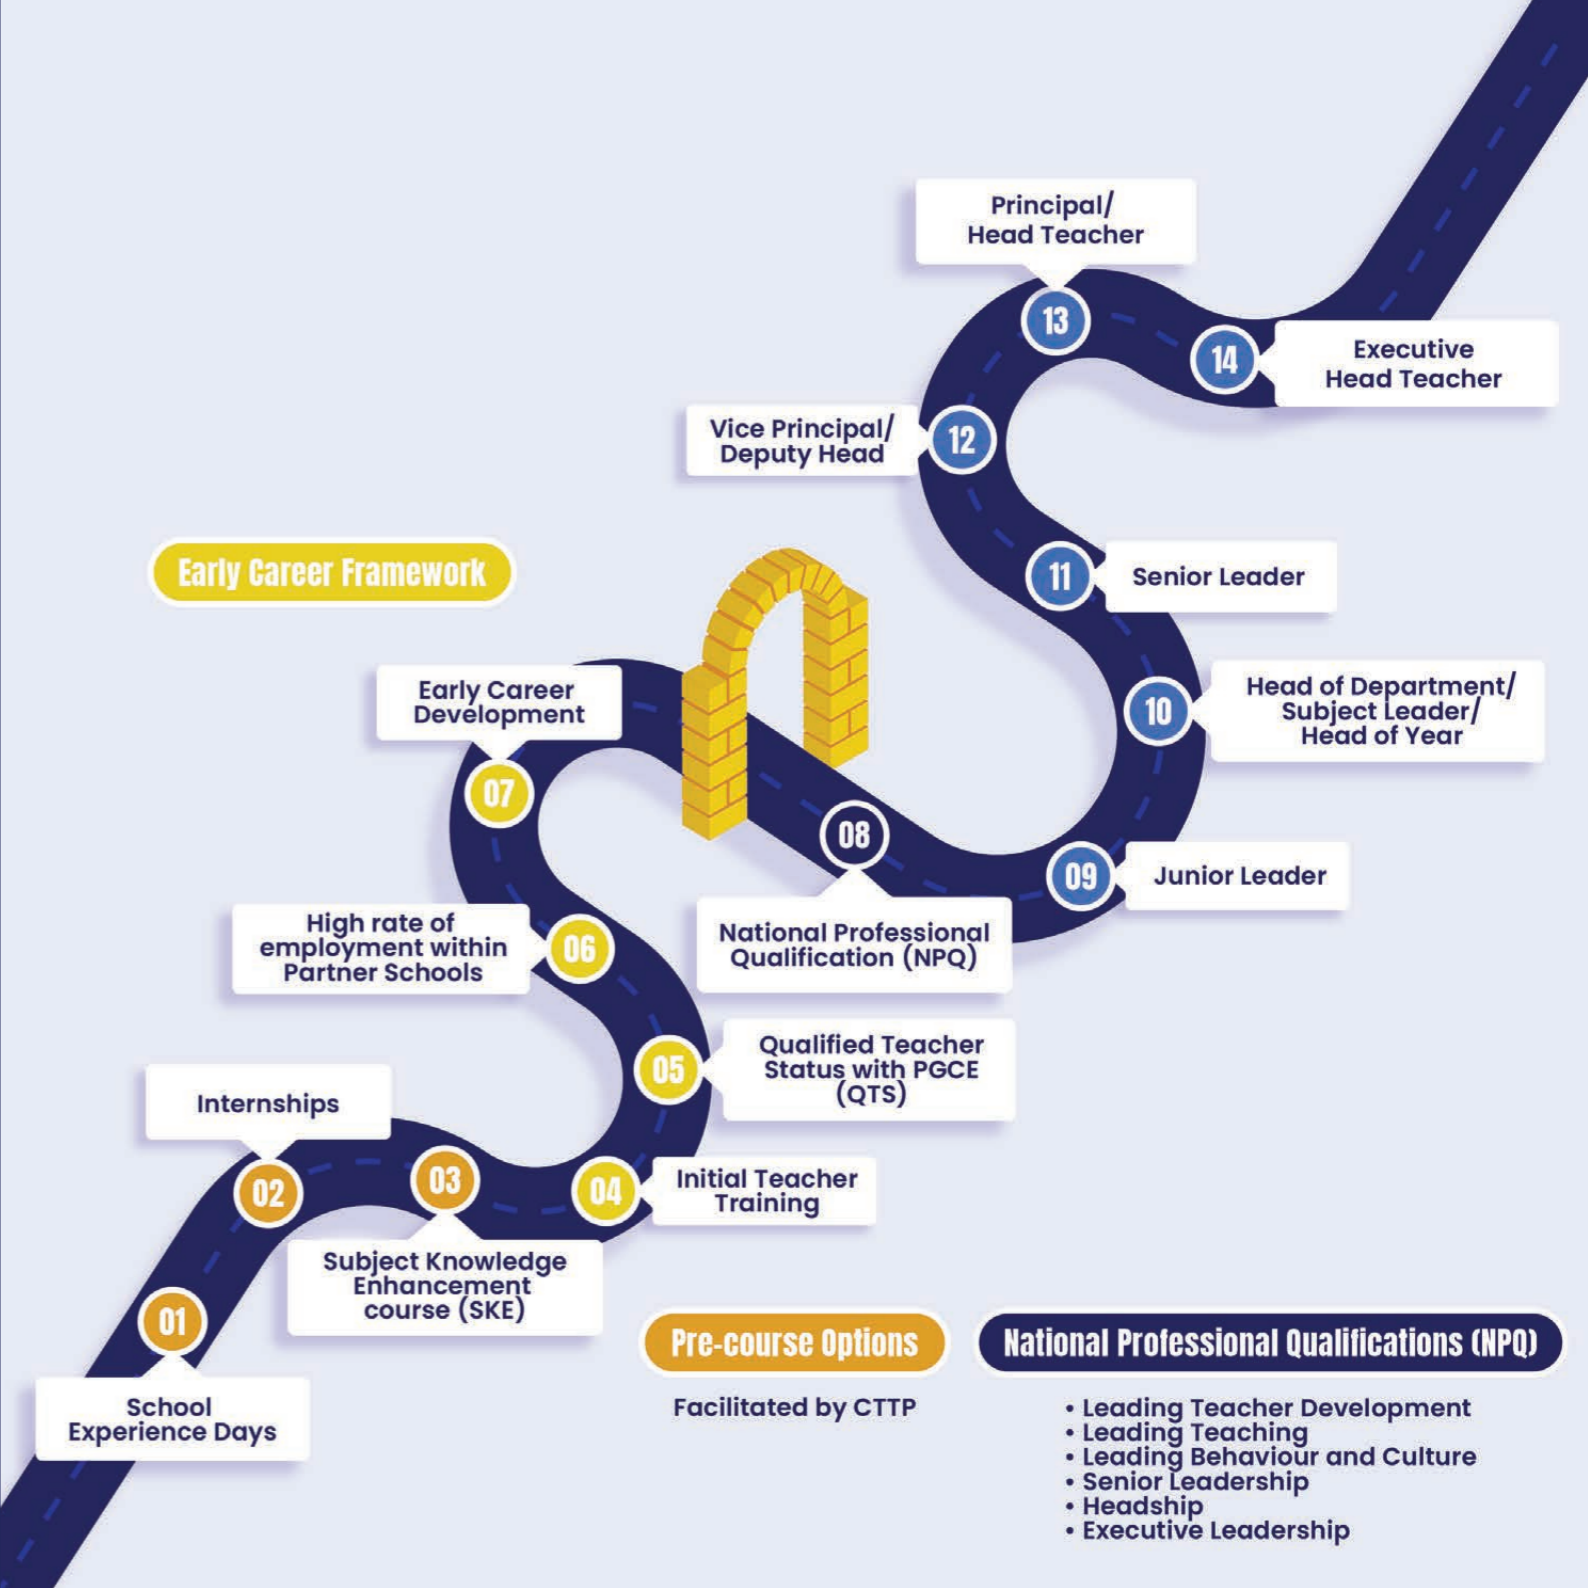 Principal/
Head Teacher
13
14
Executive
Head Teacher
Vice Principal/
Deputy Head
12
Early Career Framework
11
Senior Leader
Early Career
Development
07
10
Head of Department/
Subject Leader/
Head of Year
08
09
Junior Leader
High rate of
employment within
Partner Schools
06
National Professional
Qualification (NPQ)
05
Qualified Teacher
Status with PGCE
(QTS)
Internships
02
03
04
Initial Teacher
Training
Subject Knowledge
Enhancement
course (SKE)
01
School
Experience Days
Pre-course Options
Facilitated by CTTP
National Professional Qualifications (NPQ)
• Leading Teacher Development
• Leading Teaching
• Leading Behaviour and Culture
• Senior Leadership
• Headship
• Executive Leadership